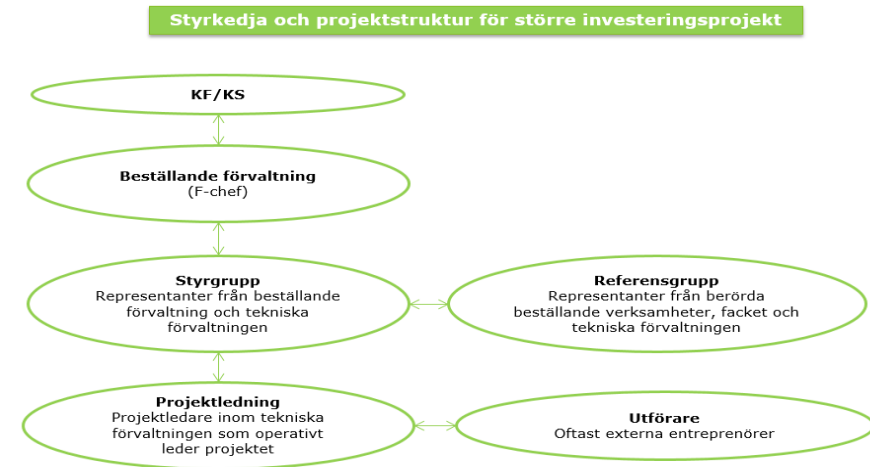 Styrkedja och projektstruktur för större investeringsprojekt
KF/KS
Beställande förvaltning
(F-chef)
Styrgrupp
Representanter från beställande
förvaltning och tekniska
förvaltningen
Referensgrupp
Representanter från berörda
beställande verksamheter, facket och
tekniska förvaltningen
Projektledning
Projektledare inom tekniska
förvaltningen som operativt
leder projektet
Utförare
Oftast externa entreprenörer